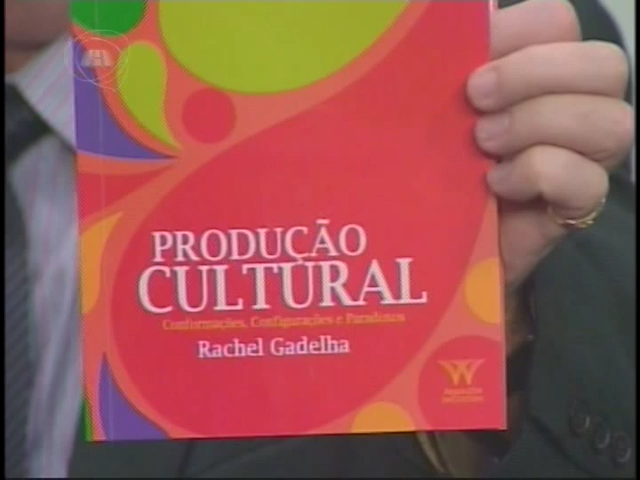 PRODUÇÃO
CULTURAL
Conformações, Configurações e Paradoxos
Rachel Gadelha